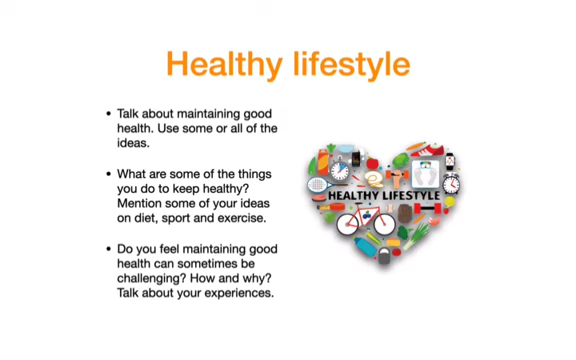 Healthy lifestyle
• Talk about maintaining good
health. Use some or all of the
ideas.
• What are some of the things
you do to keep healthy?
Mention some of your ideas
on diet, sport and exercise.
• Do you feel maintaining good
health can sometimes be
challenging? How and why?
Talk about your experiences.
HEALTHY LIFESTYLE